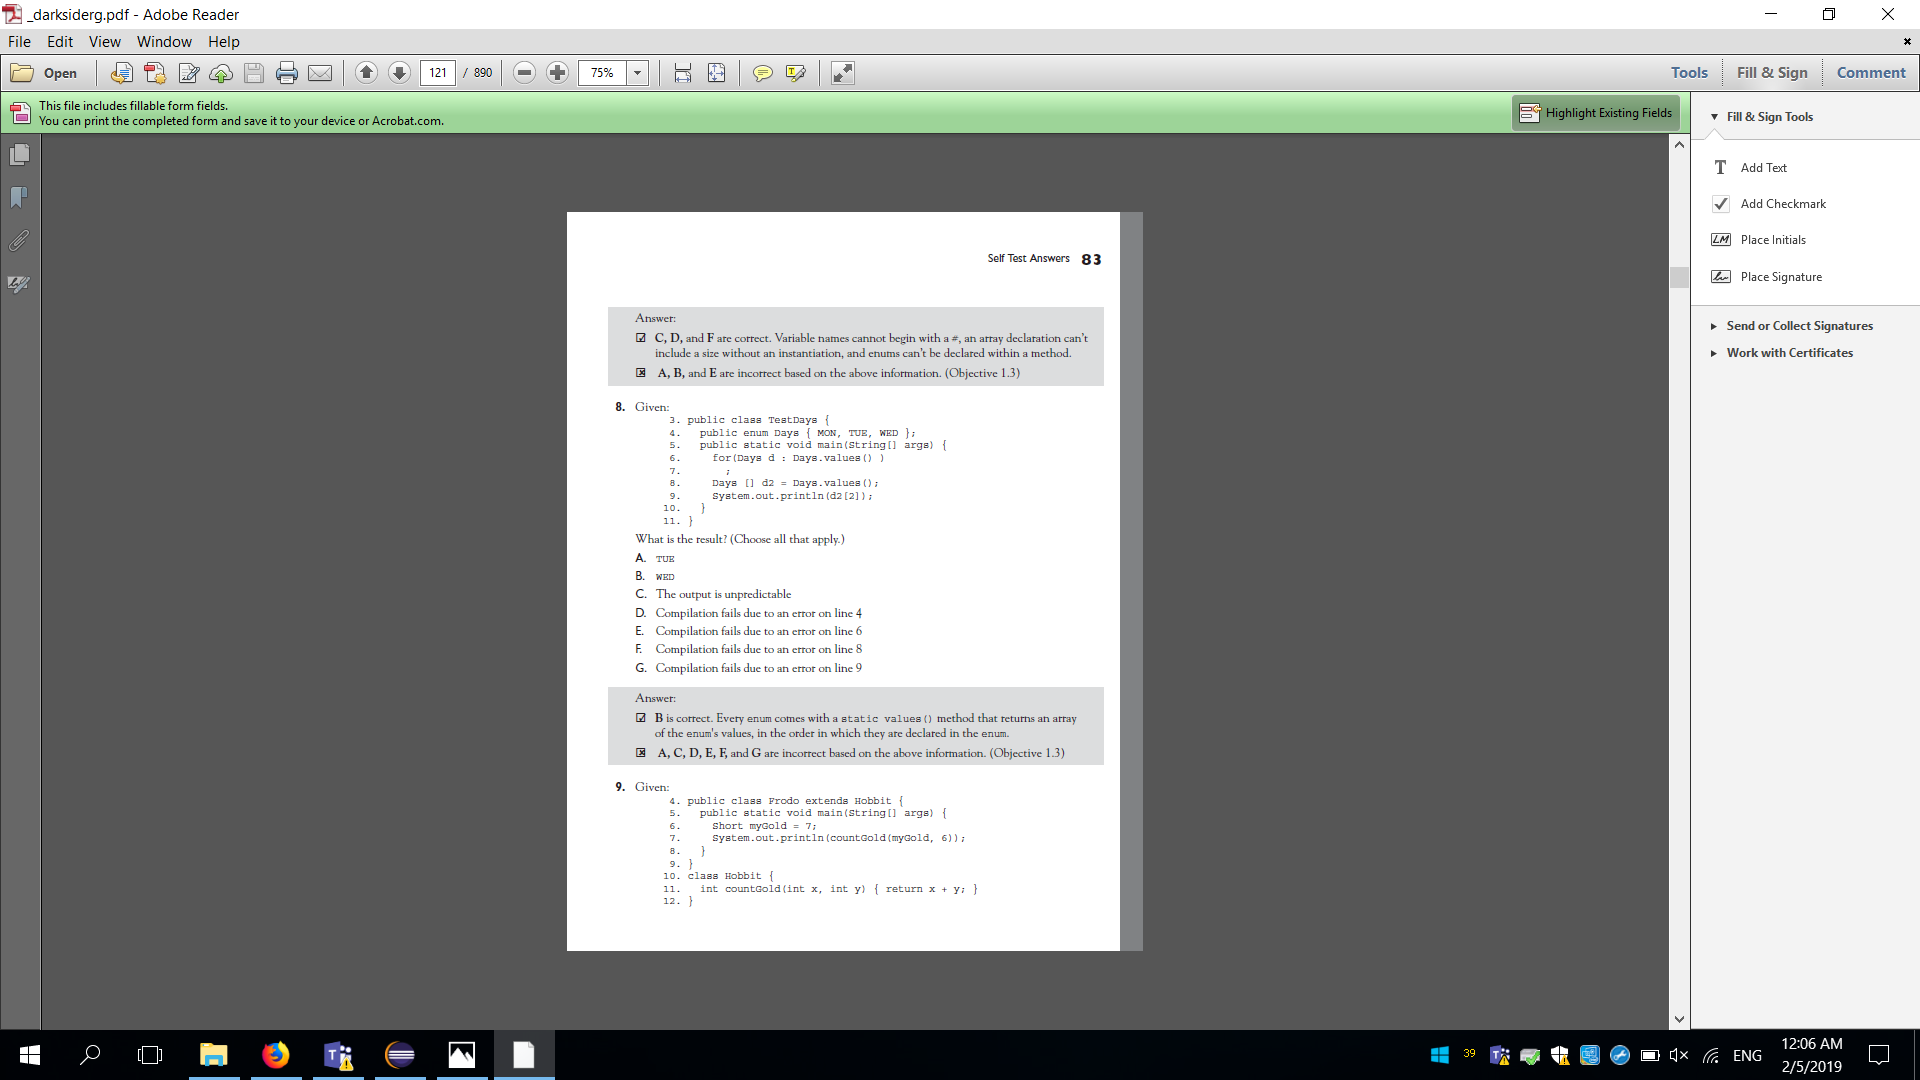 _darksiderg.pdf - Adobe Reader
File Edit View Window Help
Open 121 / 890 75% Tools Fill & Sign Comment
This file includes fillable form fields.
You can print the completed form and save it to your device or Acrobat.com.
Highlight Existing Fields
Fill & Sign Tools
T Add Text
Add Checkmark
LM Place Initials
Place Signature
Send or Collect Signatures
Work with Certificates
Self Test Answers 83
Answer:
C, D, and F are correct. Variable names cannot begin with a #, an array declaration can't
include a size without an instantiation, and enums can't be declared within a method.
A, B, and E are incorrect based on the above information. (Objective 1.3)
8. Given:
3. public class TestDays {
4. public enum Days { MON, TUE, WED };
5. public static void main(String[] args) {
6. for(Days d : Days.values() )
7. ;
8. Days [] d2 = Days.values();
9. System.out.println(d2[2]);
10. }
11. }
What is the result? (Choose all that apply.)
A. TUE
B. WED
C. The output is unpredictable
D. Compilation fails due to an error on line 4
E. Compilation fails due to an error on line 6
F. Compilation fails due to an error on line 8
G. Compilation fails due to an error on line 9
Answer:
B is correct. Every enum comes with a static values() method that returns an array
of the enum's values, in the order in which they are declared in the enum.
A, C, D, E, F, and G are incorrect based on the above information. (Objective 1.3)
9. Given:
4. public class Frodo extends Hobbit {
5. public static void main(String[] args) {
6. Short myGold = 7;
7. System.out.println(countGold(myGold, 6));
8. }
9. }
10. class Hobbit {
11. int countGold(int x, int y) { return x + y; }
12. }
39 ENG 12:06 AM
2/5/2019